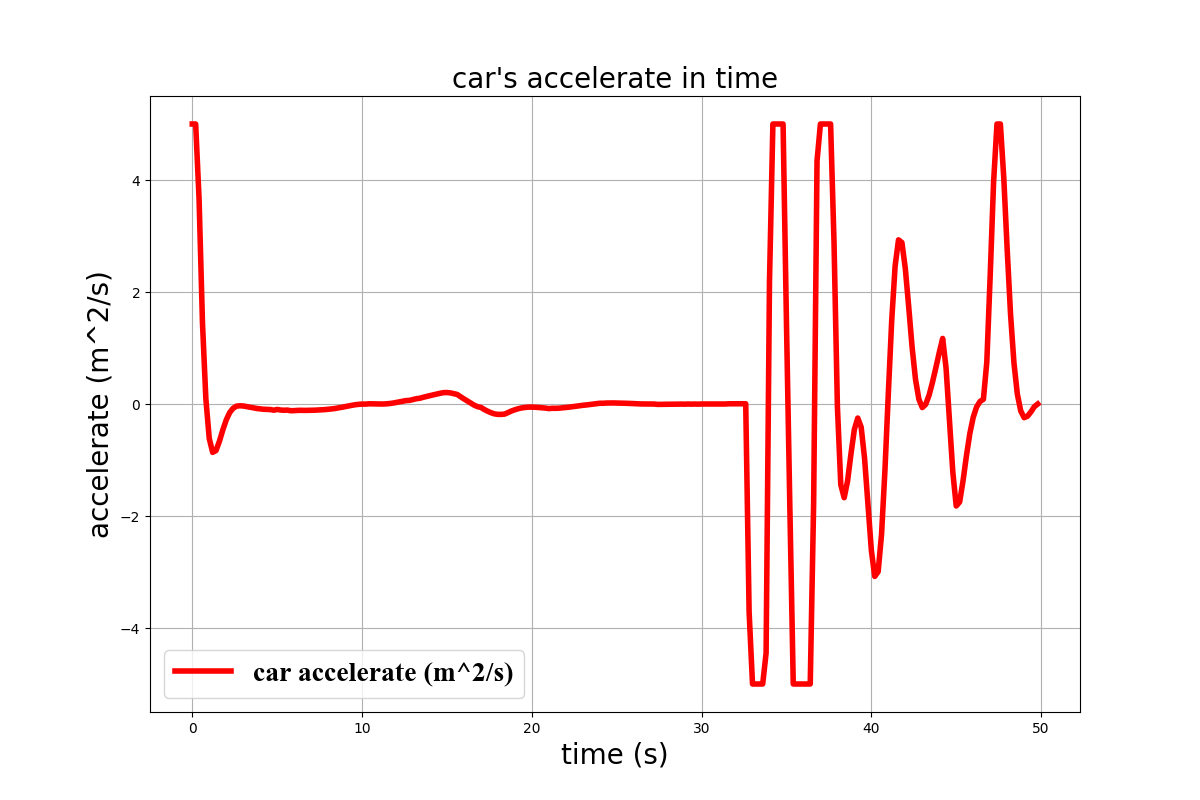 car's accelerate in time
accelerate (m^2/s)
4
2
0
−2
−4
car accelerate (m^2/s)
0 10 20 30 40 50
time (s)